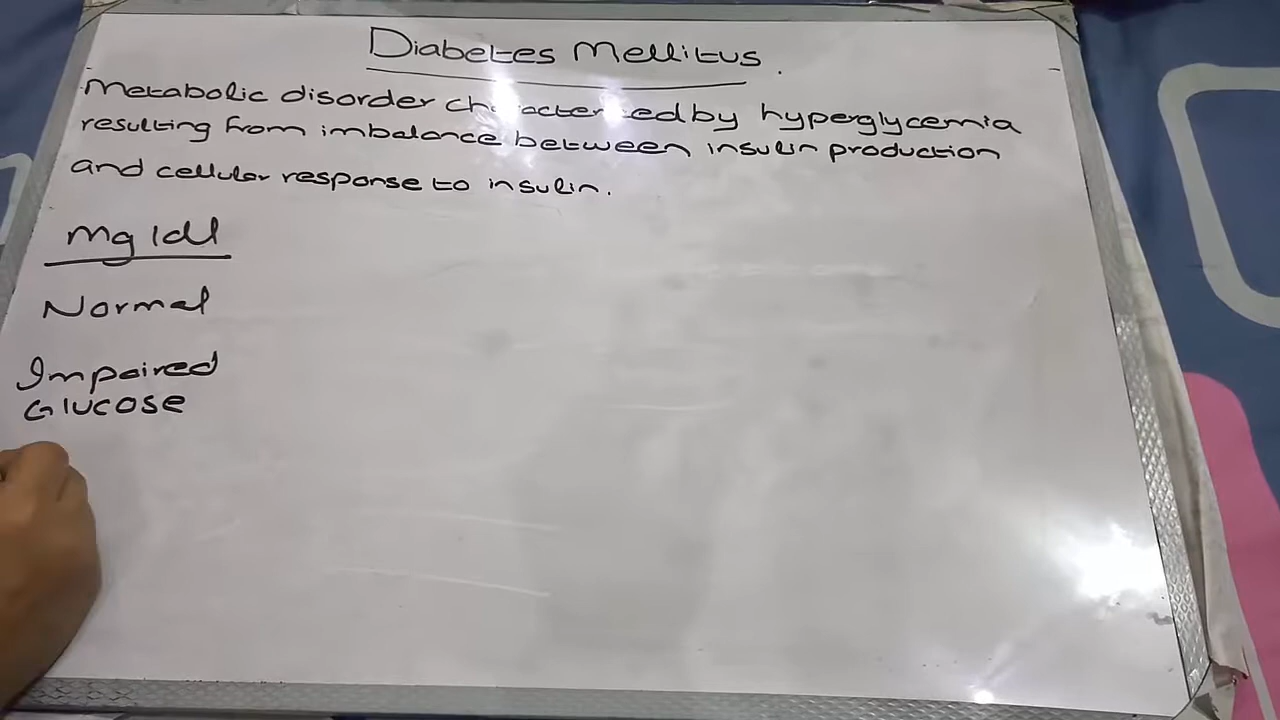 Diabetes Mellitus.
Metabolic disorder characterized by hyperglycemia
resulting from imbalance between insulin production
and cellular response to insulin.
Mg/dl
Normal
Impaired
Glucose